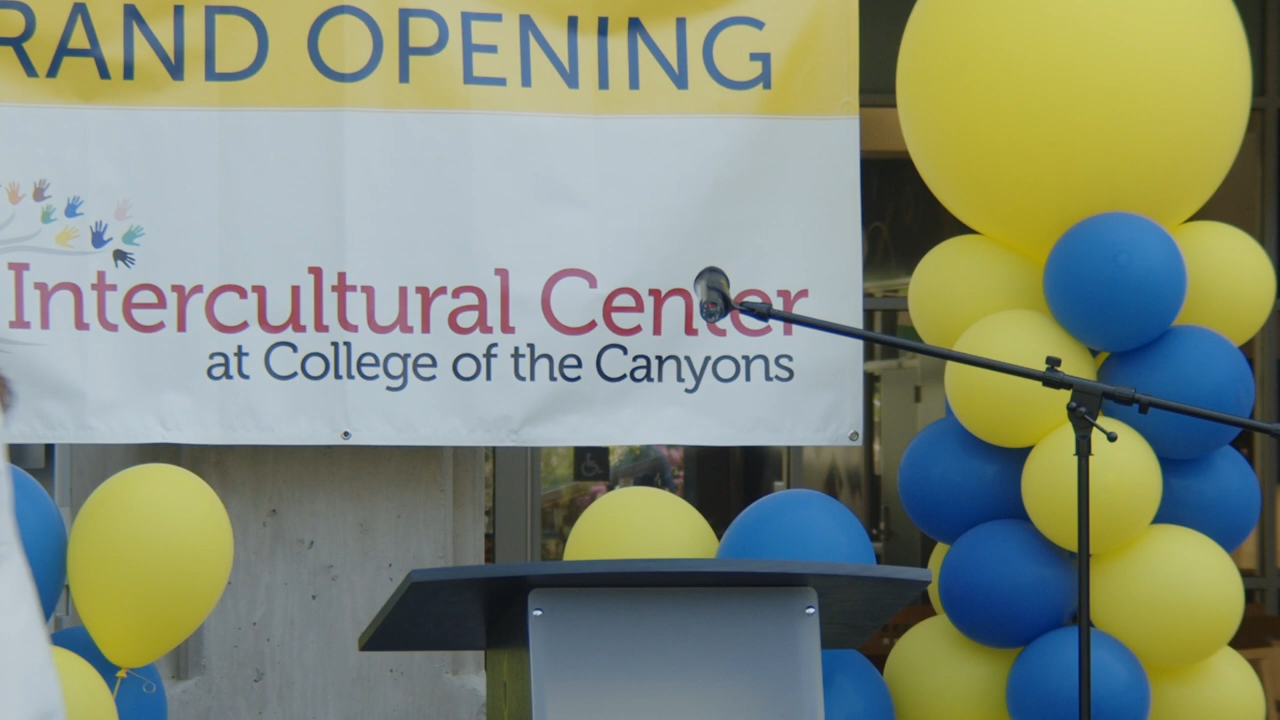 RAND OPENING
Intercultural Center
at College of the Canyons